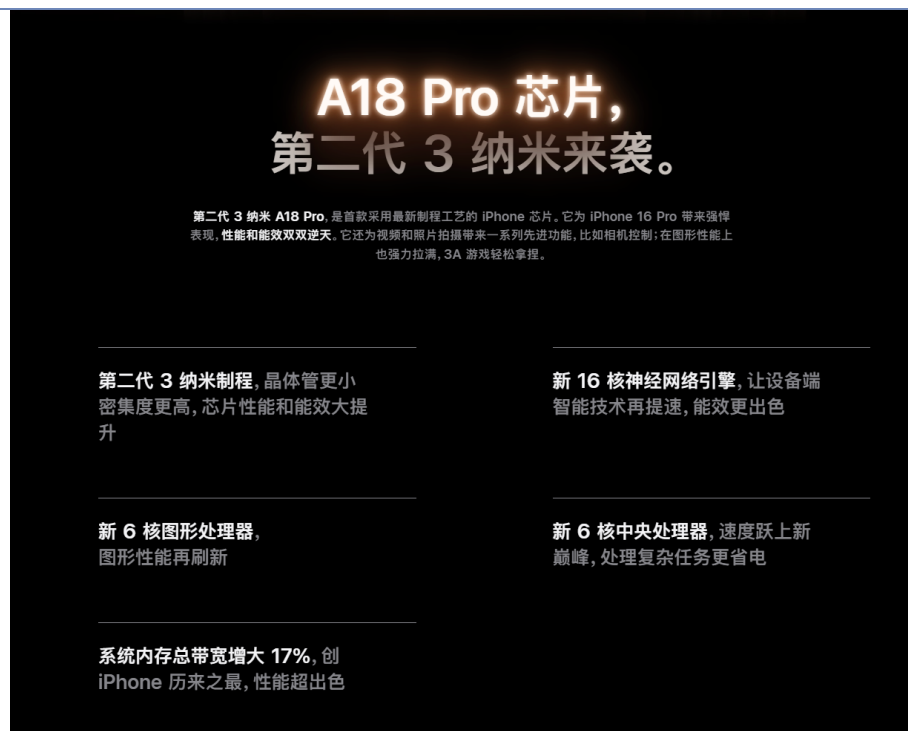 A18 Pro 芯片，
第二代 3 纳米来袭。
第二代 3 纳米 A18 Pro，是首款采用最新制程工艺的 iPhone 芯片。它为 iPhone 16 Pro 带来强悍
表现，性能和能效双双逆天。它还为视频和照片拍摄带来一系列先进功能，比如相机控制；在图形性能上
也强力拉满，3A 游戏轻松拿捏。
第二代 3 纳米制程，晶体管更小
密集度更高，芯片性能和能效大提
升
新 16 核神经网络引擎，让设备端
智能技术再提速，能效更出色
新 6 核图形处理器，
图形性能再刷新
新 6 核中央处理器，速度跃上新
巅峰，处理复杂任务更省电
系统内存总带宽增大 17%，创
iPhone 历来之最，性能超出色